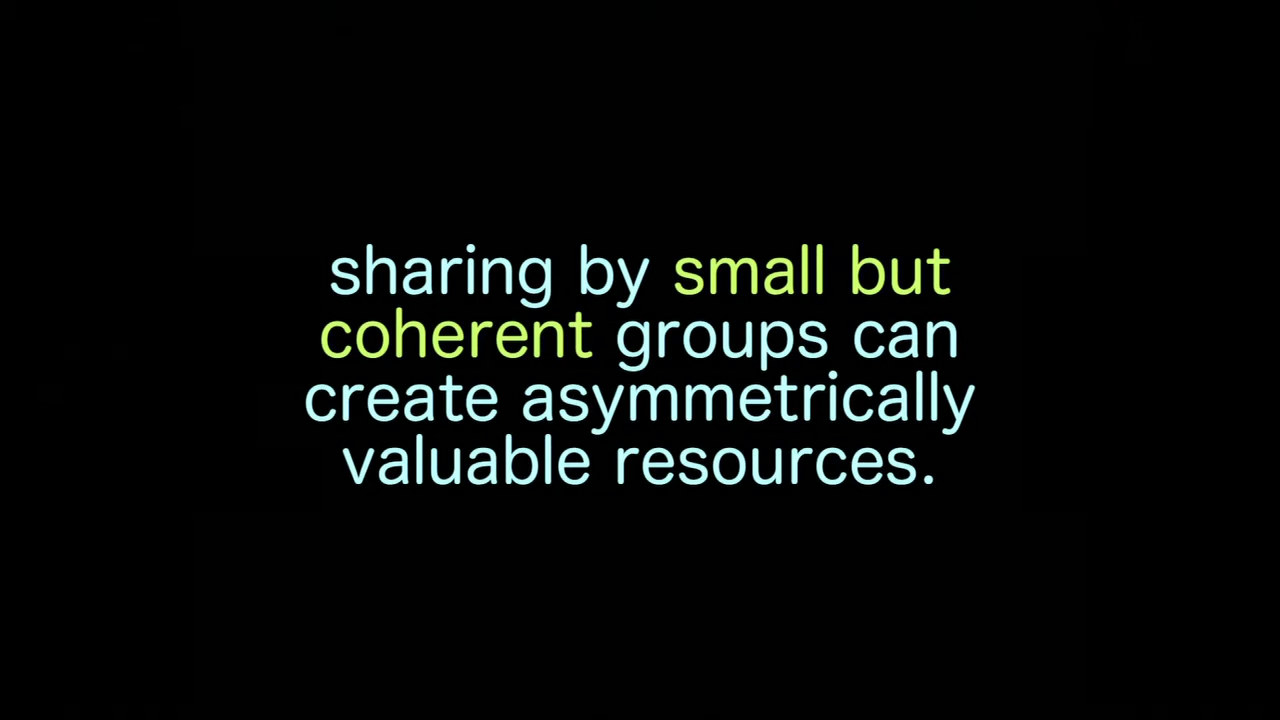 sharing by small but
coherent groups can
create asymmetrically
valuable resources.